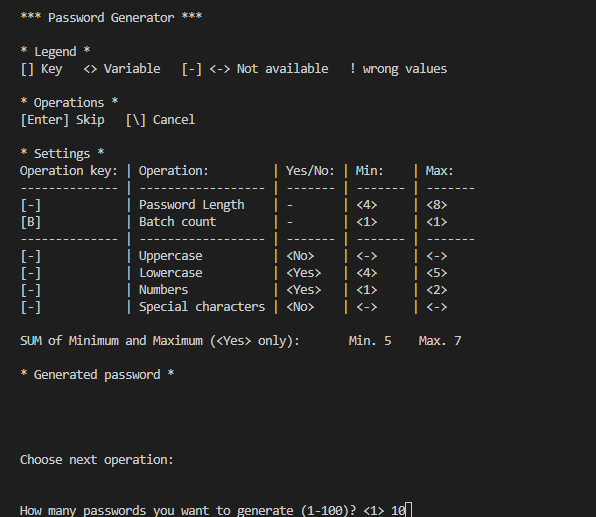 *** Password Generator ***
* Legend *
[] Key   <> Variable   [-] <-> Not available   ! wrong values
* Operations *
[Enter] Skip   [\] Cancel
* Settings *
Operation key: | Operation:         | Yes/No: | Min:    | Max:
-------------- | ------------------ | ------- | ------- | -------
[-]            | Password Length    | -       | <4>     | <8>
[B]            | Batch count        | -       | <1>     | <1>
-------------- | ------------------ | ------- | ------- | -------
[-]            | Uppercase          | <No>    | <->     | <->
[-]            | Lowercase          | <Yes>   | <4>     | <5>
[-]            | Numbers            | <Yes>   | <1>     | <2>
[-]            | Special characters | <No>    | <->     | <->
SUM of Minimum and Maximum (<Yes> only):       Min. 5    Max. 7
* Generated password *
Choose next operation:
How many passwords you want to generate (1-100)? <1> 10